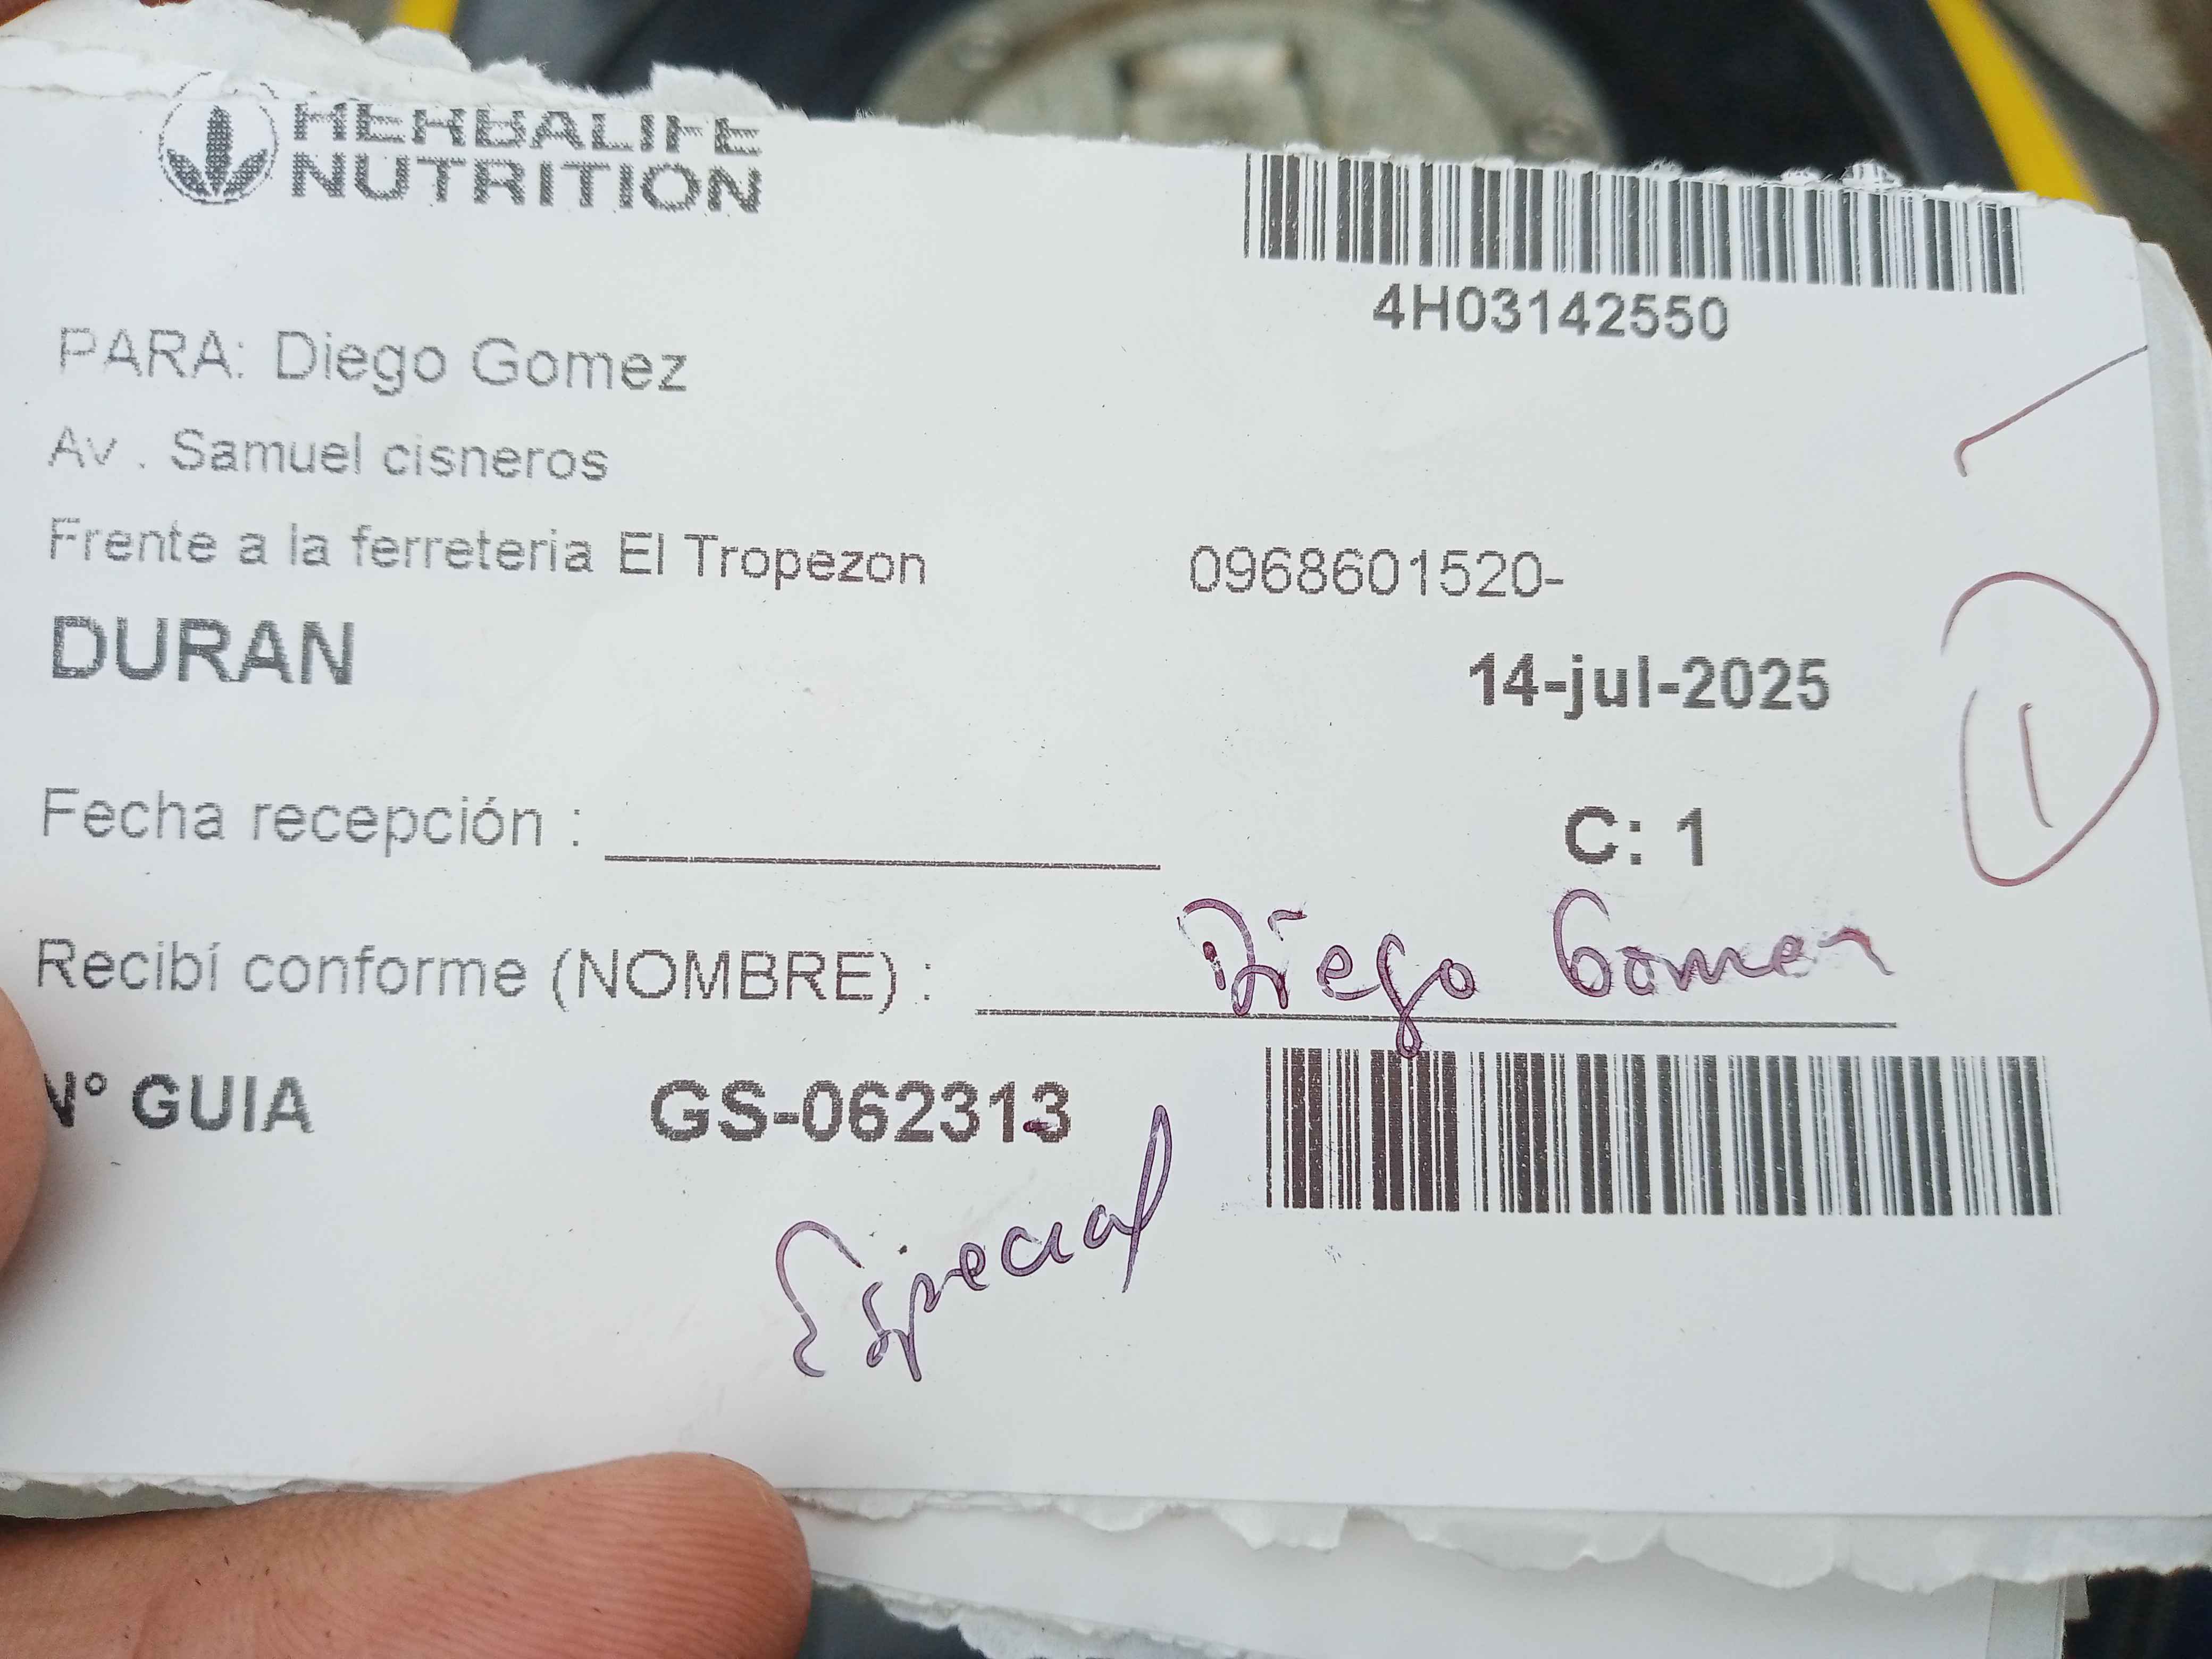 HERBALIFE
NUTRITION
4H03142550
PARA: Diego Gomez
Av . Samuel cisneros
Frente a la ferreteria El Tropezon 0968601520-
DURAN
14-jul-2025
1
Fecha recepción :
C: 1
Recibí conforme (NOMBRE) : Diego Gomez
N° GUIA GS-062313
Especial